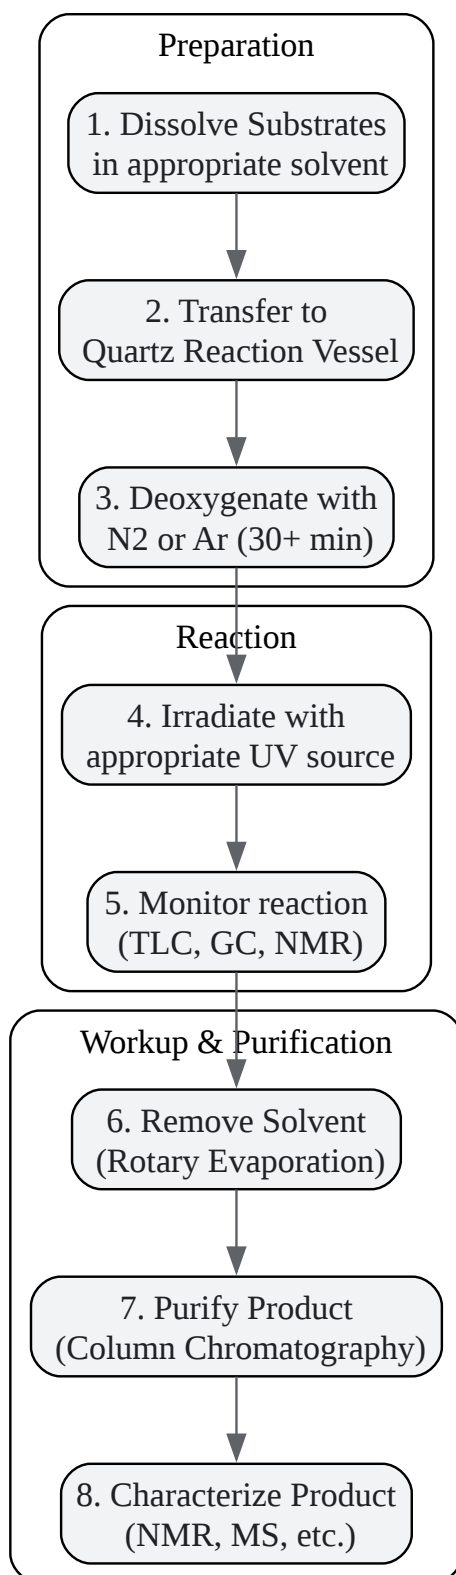 Preparation
1. Dissolve Substrates
in appropriate solvent
2. Transfer to
Quartz Reaction Vessel
3. Deoxygenate with
N2 or Ar (30+ min)
Reaction
4. Irradiate with
appropriate UV source
5. Monitor reaction
(TLC, GC, NMR)
Workup & Purification
6. Remove Solvent
(Rotary Evaporation)
7. Purify Product
(Column Chromatography)
8. Characterize Product
(NMR, MS, etc.)